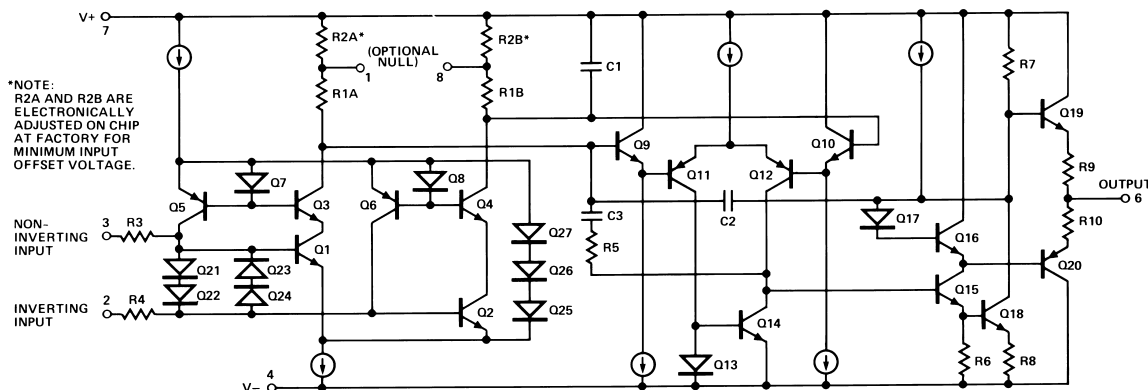 V+
7
R2A*
(OPTIONAL
NULL)
1
8
R2B*
R1A
R1B
C1
R7
*NOTE:
R2A AND R2B ARE
ELECTRONICALLY
ADJUSTED ON CHIP
AT FACTORY FOR
MINIMUM INPUT
OFFSET VOLTAGE.
Q19
Q9
Q10
Q11
Q12
Q7
Q8
Q5
Q3
Q6
Q4
R9
OUTPUT
6
R10
C3
C2
Q17
NON-
INVERTING
INPUT
3
R3
Q1
Q27
R5
Q16
Q20
Q21
Q23
Q26
Q15
Q22
Q24
Q25
INVERTING
INPUT
2
R4
Q2
Q14
Q18
Q13
R6
R8
V–
4